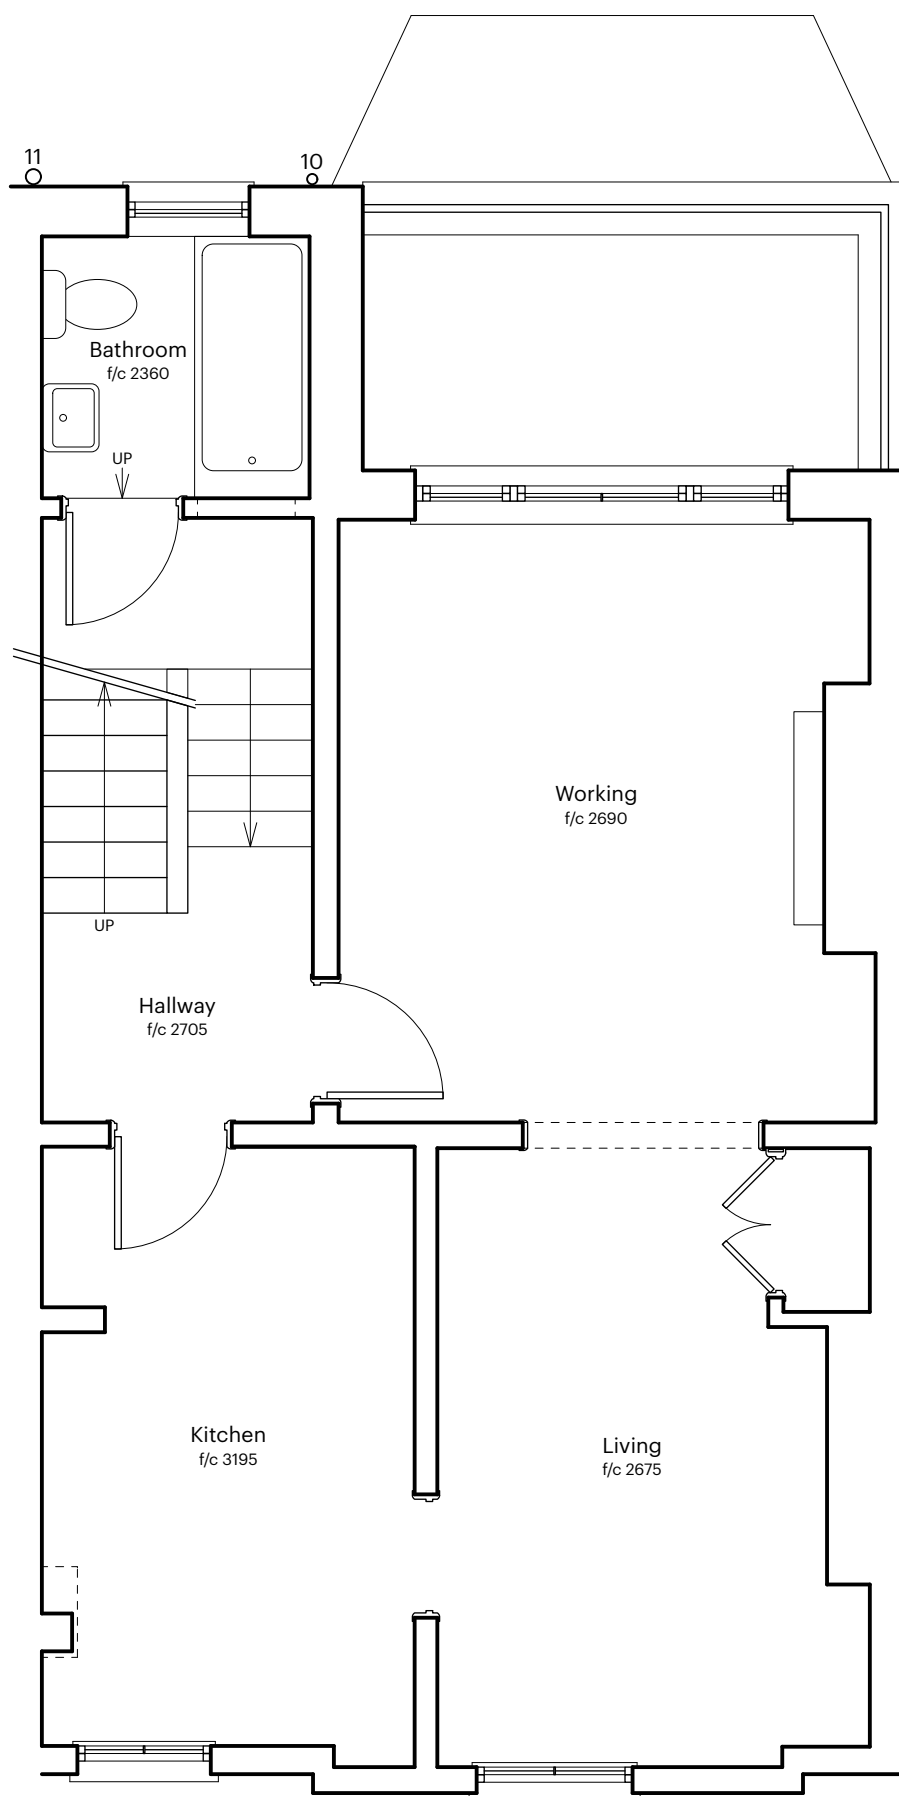 11
10
Bathroom
f/c 2360
UP
Working
f/c 2690
UP
Hallway
f/c 2705
Kitchen
f/c 3195
Living
f/c 2675